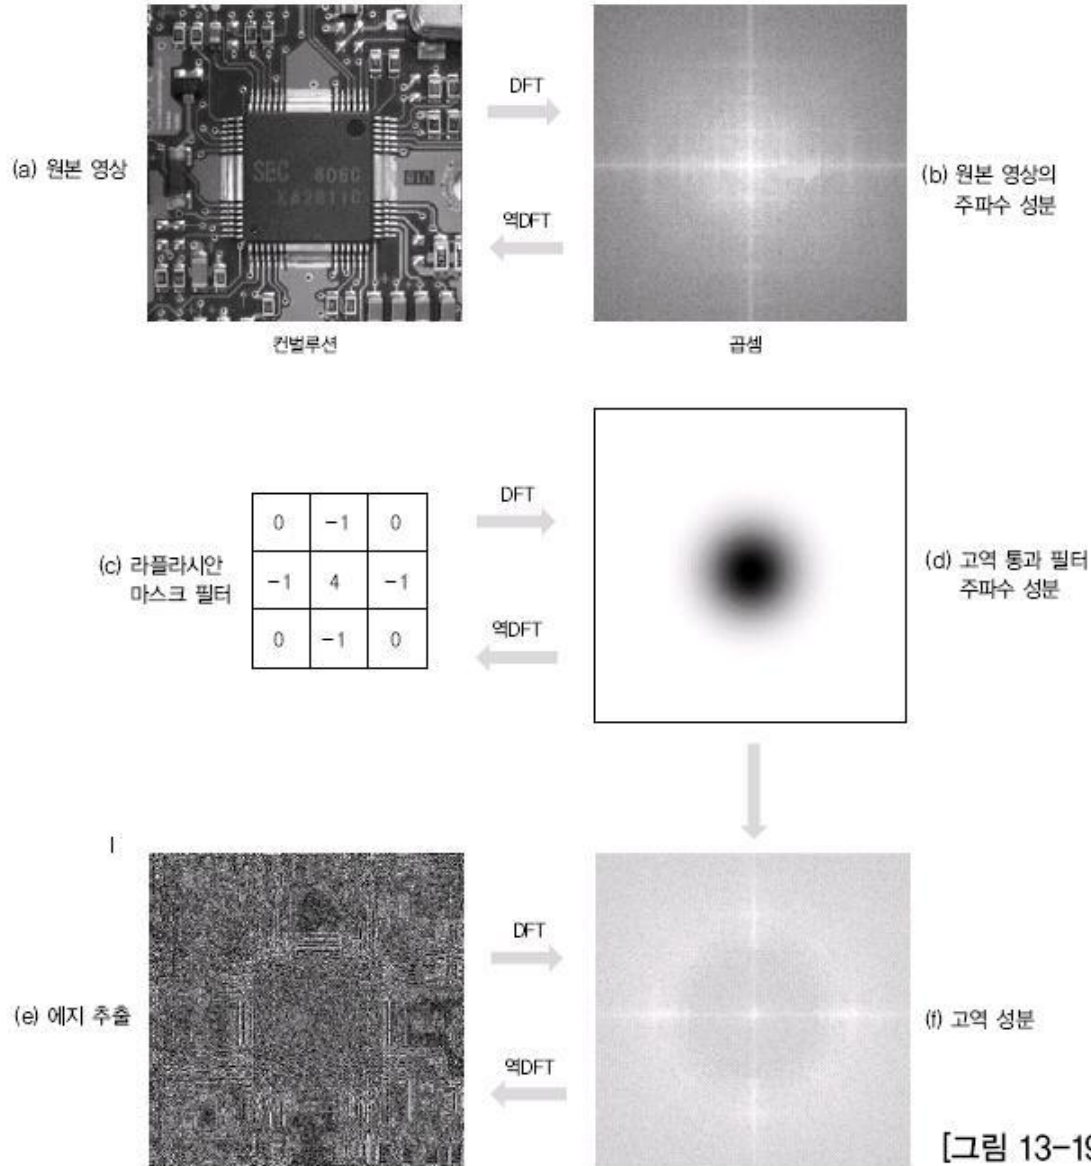 DFT
(a) 원본 영상
SEC 806C
역DFT
(b) 원본 영상의
주파수 성분
컨벌루션
곱셈
DFT
0 -1 0
(c) 라플라시안
마스크 필터
-1 4 -1
0 -1 0
역DFT
(d) 고역 통과 필터
주파수 성분
DFT
(e) 에지 추출
역DFT
(f) 고역 성분
[그림 13-19